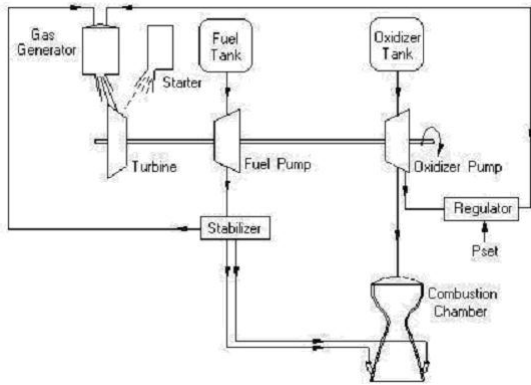 Gas
Generator
Starter
Fuel
Tank
Oxidizer
Tank
Turbine
Fuel Pump
Oxidizer Pump
Stabilizer
Regulator
Pset
Combustion
Chamber